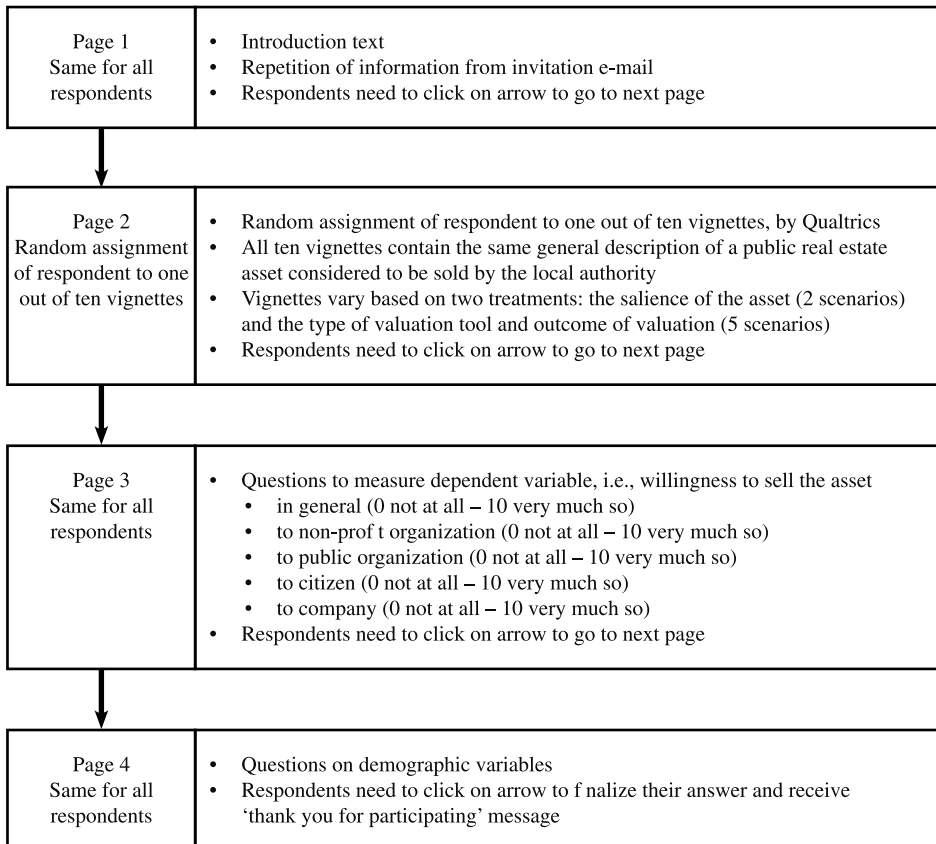 Page 1
Same for all
respondents
• Introduction text
• Repetition of information from invitation e-mail
• Respondents need to click on arrow to go to next page
Page 2
Random assignment
of respondent to one
out of ten vignettes
• Random assignment of respondent to one out of ten vignettes, by Qualtrics
• All ten vignettes contain the same general description of a public real estate
asset considered to be sold by the local authority
• Vignettes vary based on two treatments: the salience of the asset (2 scenarios)
and the type of valuation tool and outcome of valuation (5 scenarios)
• Respondents need to click on arrow to go to next page
Page 3
Same for all
respondents
• Questions to measure dependent variable, i.e., willingness to sell the asset
• in general (0 not at all – 10 very much so)
• to non-prof t organization (0 not at all – 10 very much so)
• to public organization (0 not at all – 10 very much so)
• to citizen (0 not at all – 10 very much so)
• to company (0 not at all – 10 very much so)
• Respondents need to click on arrow to go to next page
Page 4
Same for all
respondents
• Questions on demographic variables
• Respondents need to click on arrow to f nalize their answer and receive
‘thank you for participating’ message